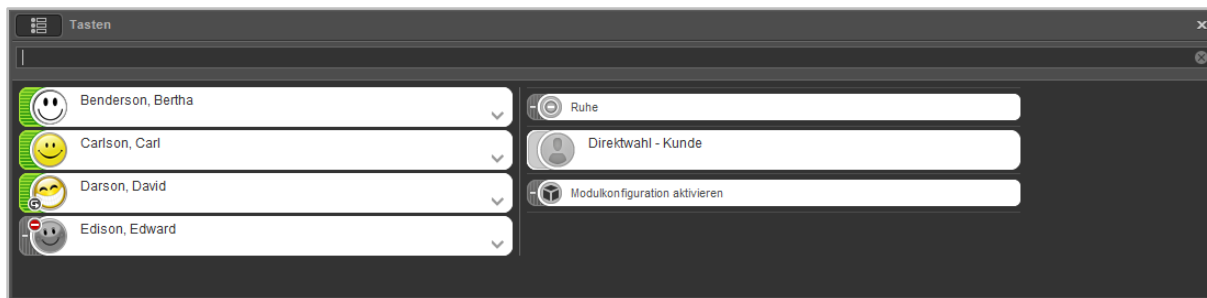 Tasten
Benderson, Bertha
Carlson, Carl
Darson, David
Edison, Edward
Ruhe
Direktwahl - Kunde
Modulkonfiguration aktivieren